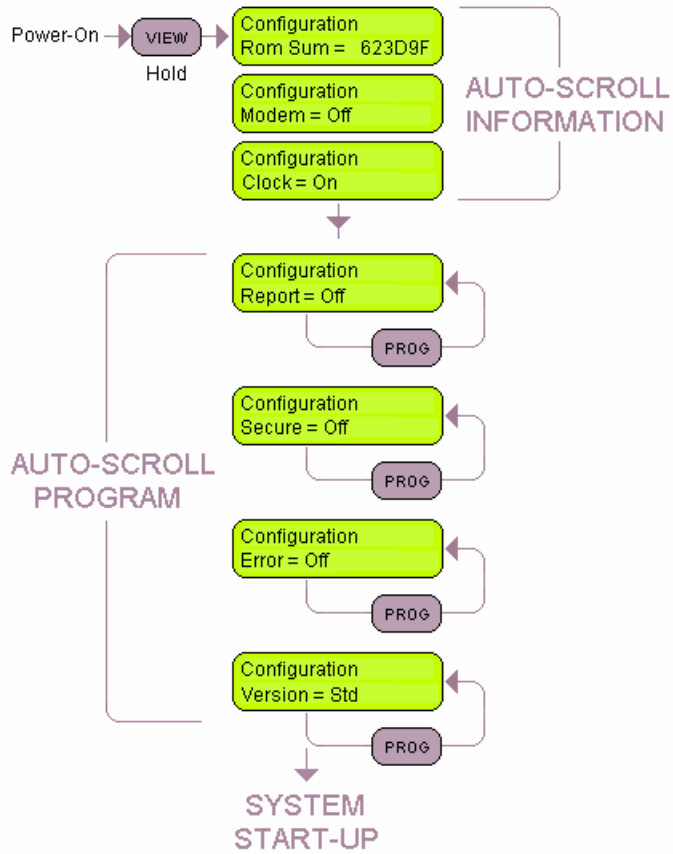 Power-On
VIEW
Hold
Configuration
Rom Sum = 623D9F
Configuration
Modem = Off
Configuration
Clock = On
AUTO-SCROLL
INFORMATION
Configuration
Report = Off
PROG
Configuration
Secure = Off
PROG
AUTO-SCROLL
PROGRAM
Configuration
Error = Off
PROG
Configuration
Version = Std
PROG
SYSTEM
START-UP